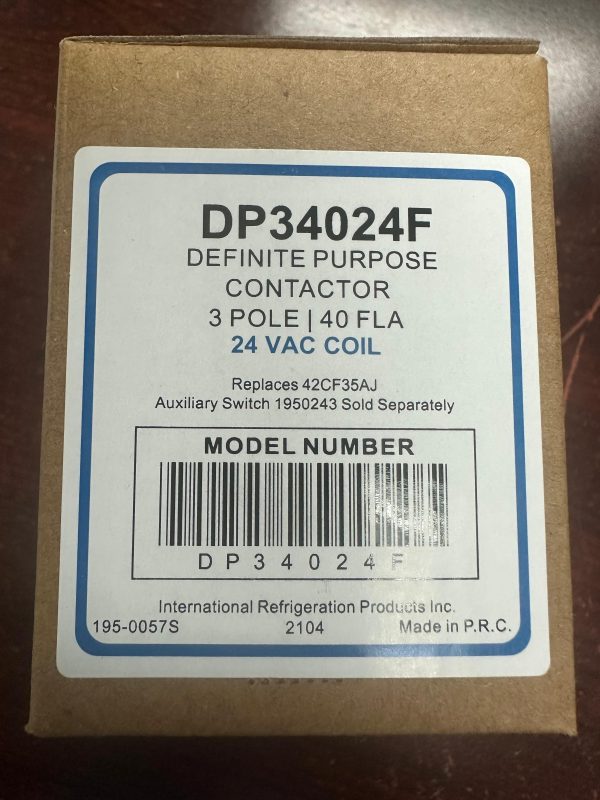 DP34024F
DEFINITE PURPOSE
CONTACTOR
3 POLE | 40 FLA
24 VAC COIL
Replaces 42CF35AJ
Auxiliary Switch 1950243 Sold Separately
MODEL NUMBER
DP34024F
International Refrigeration Products Inc.
195-0057S 2104 Made in P.R.C.